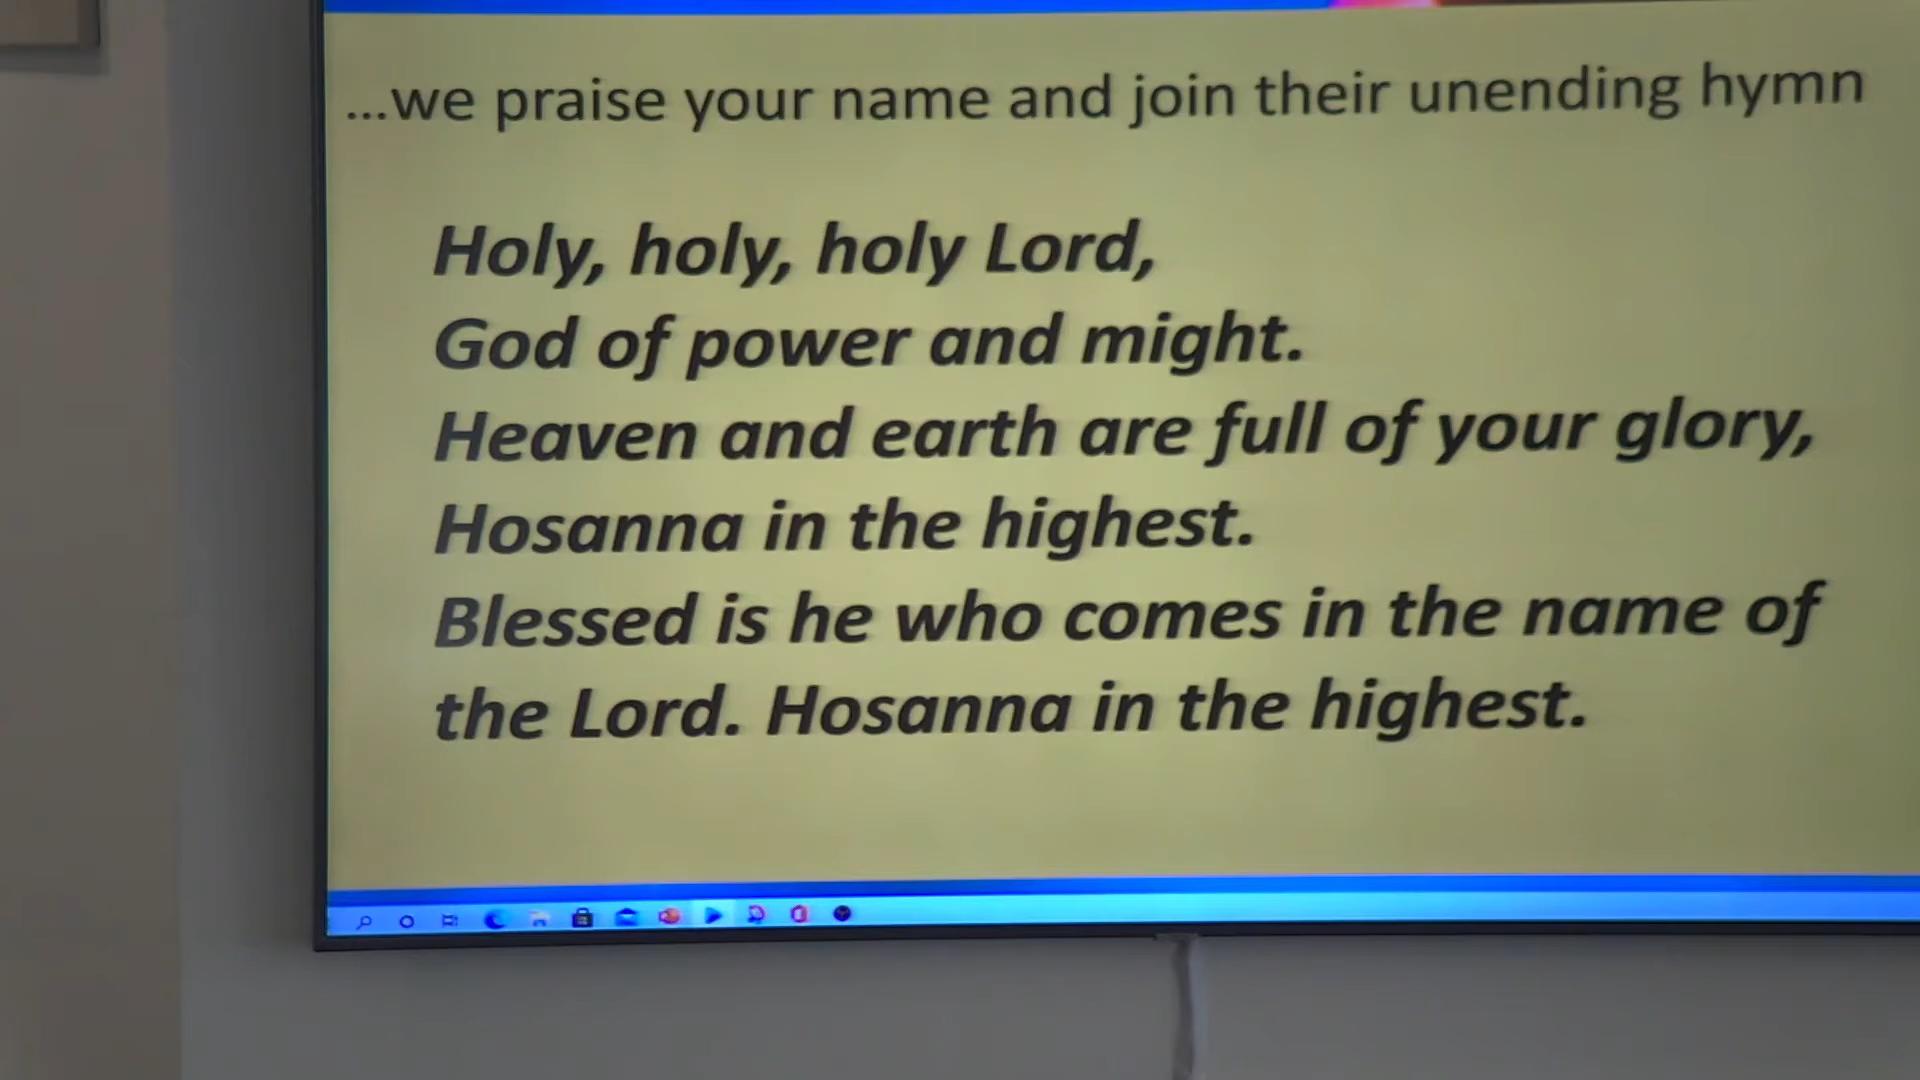 ...we praise your name and join their unending hymn
Holy, holy, holy Lord,
God of power and might.
Heaven and earth are full of your glory,
Hosanna in the highest.
Blessed is he who comes in the name of
the Lord. Hosanna in the highest.